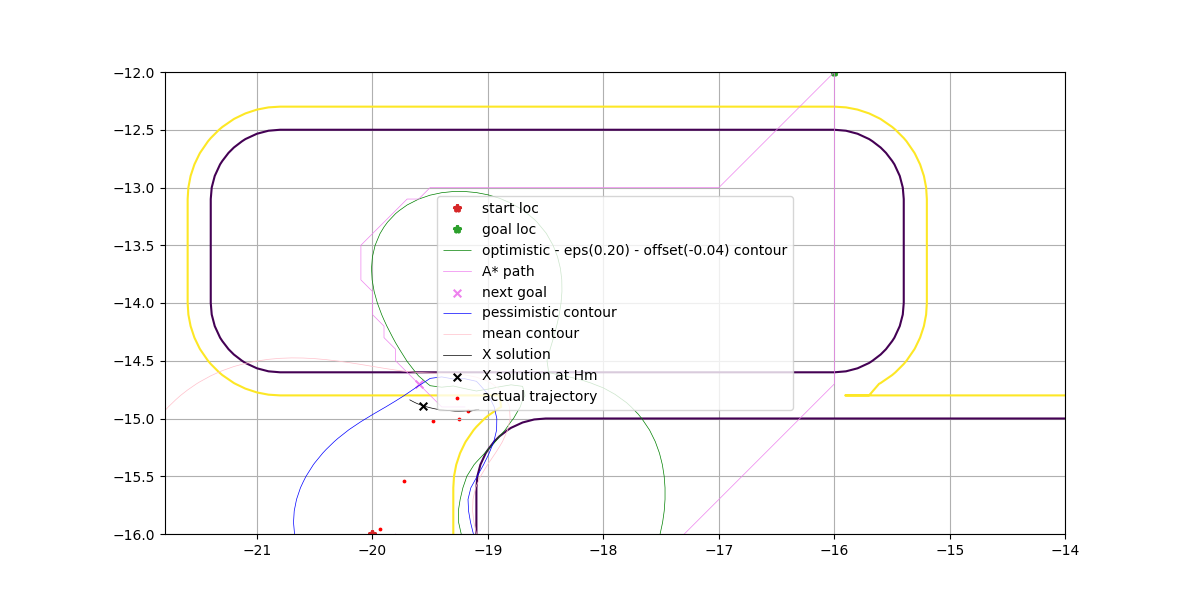 −12.0
−12.5
−13.0
−13.5
−14.0
−14.5
−15.0
−15.5
−16.0
start loc
goal loc
optimistic - eps(0.20) - offset(-0.04) contour
A* path
next goal
pessimistic contour
mean contour
X solution
X solution at Hm
actual trajectory
−21 −20 −19 −18 −17 −16 −15 −14